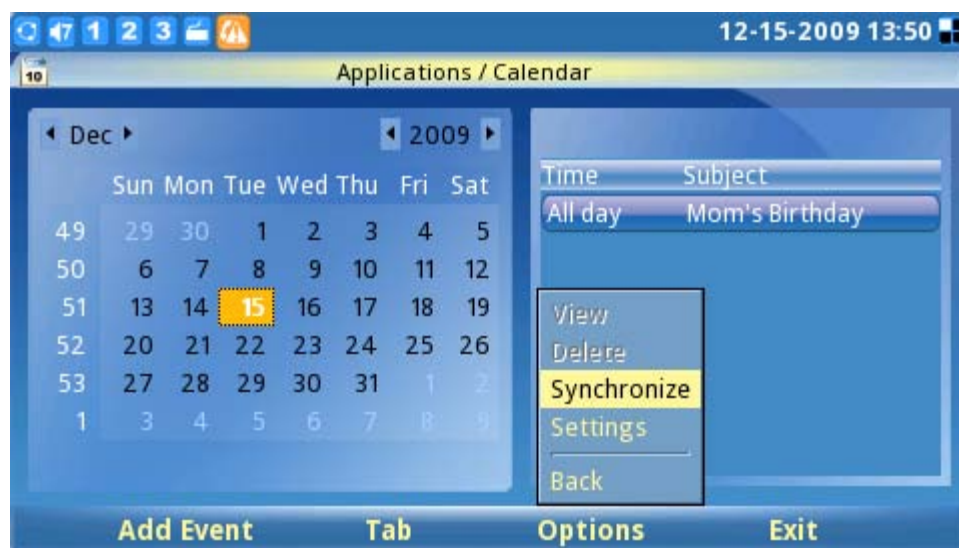 47 1 2 3 12-15-2009 13:50
10 Applications / Calendar
Dec 2009
Sun Mon Tue Wed Thu Fri Sat
49 29 30 1 2 3 4 5
50 6 7 8 9 10 11 12
51 13 14 15 16 17 18 19
52 20 21 22 23 24 25 26
53 27 28 29 30 31 1 2
1 3 4 5 6 7 8 9
Time Subject
All day Mom's Birthday
View
Delete
Synchronize
Settings
Back
Add Event Tab Options Exit